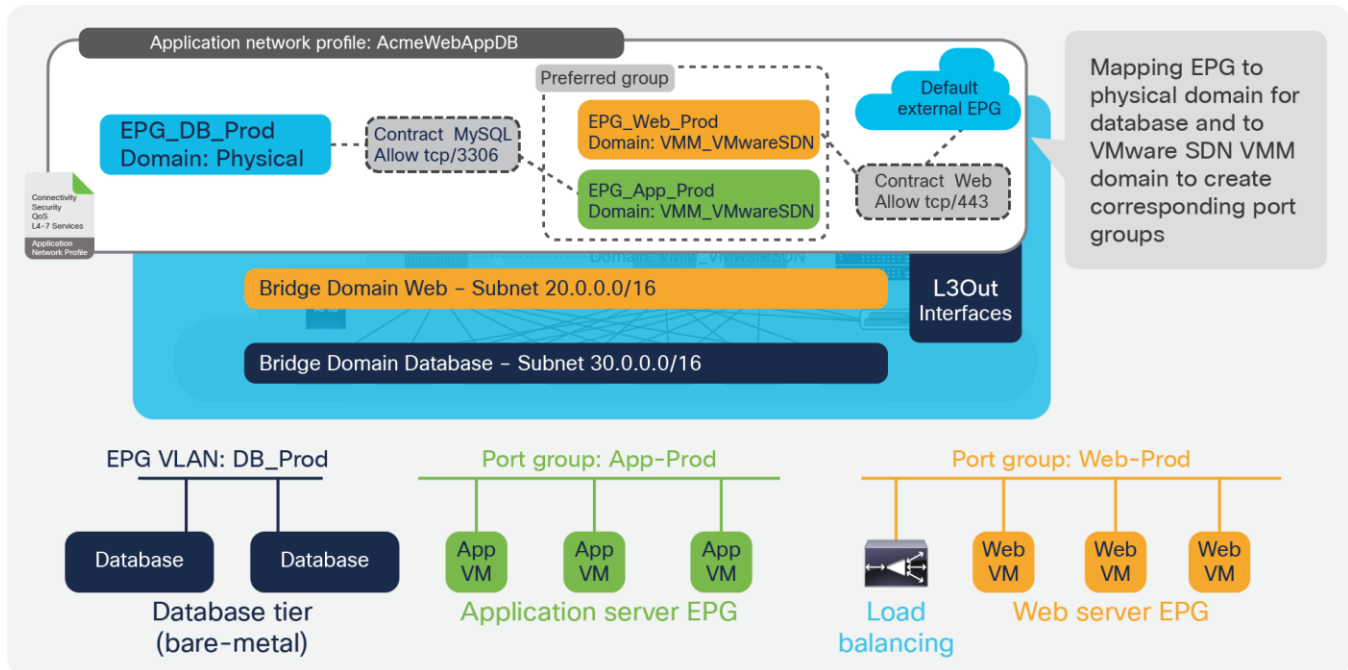 Application network profile: AcmeWebAppDB
Preferred group
Default
external EPG
EPG_DB_Prod
Domain: Physical
Contract MySQL
Allow tcp/3306
EPG_Web_Prod
Domain: VMM_VMwareSDN
EPG_App_Prod
Domain: VMM_VMwareSDN
Contract Web
Allow tcp/443
Mapping EPG to
physical domain for
database and to
VMware SDN VMM
domain to create
corresponding port
groups
Connectivity
Security
QoS
L4-7 Services
Application
Network Profile
Domain: VMM_VMwareSDN
Bridge Domain Web – Subnet 20.0.0.0/16
L3Out
Interfaces
Bridge Domain Database – Subnet 30.0.0.0/16
EPG VLAN: DB_Prod
Port group: App-Prod
Port group: Web-Prod
Database
Database
App
VM
App
VM
App
VM
Web
VM
Web
VM
Web
VM
Database tier
(bare-metal)
Application server EPG
Load
balancing
Web server EPG